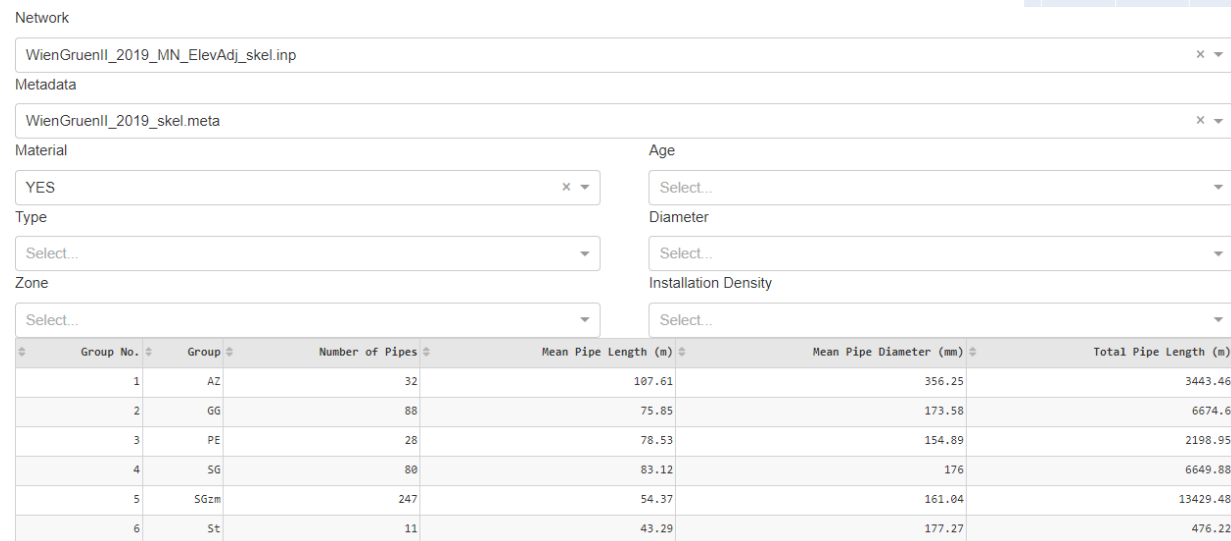 Network
WienGruenII_2019_MN_ElevAdj_skel.inp
Metadata
WienGruenII_2019_skel.meta
Material Age
YES Select...
Type Diameter
Select... Select...
Zone Installation Density
Select... Select...
Group No. Group Number of Pipes Mean Pipe Length (m) Mean Pipe Diameter (mm) Total Pipe Length (m)
1 AZ 32 107.61 356.25 3443.46
2 GG 88 75.85 173.58 6674.6
3 PE 28 78.53 154.89 2198.95
4 SG 80 83.12 176 6649.88
5 SGzm 247 54.37 161.04 13429.48
6 St 11 43.29 177.27 476.22